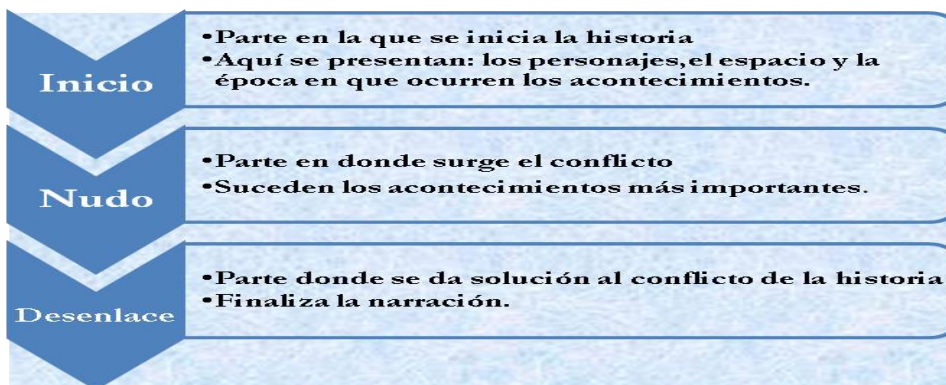 Inicio
•Parte en la que se inicia la historia
•Aquí se presentan: los personajes,el espacio y la
época en que ocurren los acontecimientos.
Nudo
•Parte en donde surge el conflicto
•Suceden los acontecimientos más importantes.
Desenlace
•Parte donde se da solución al conflicto de la historia
•Finaliza la narración.